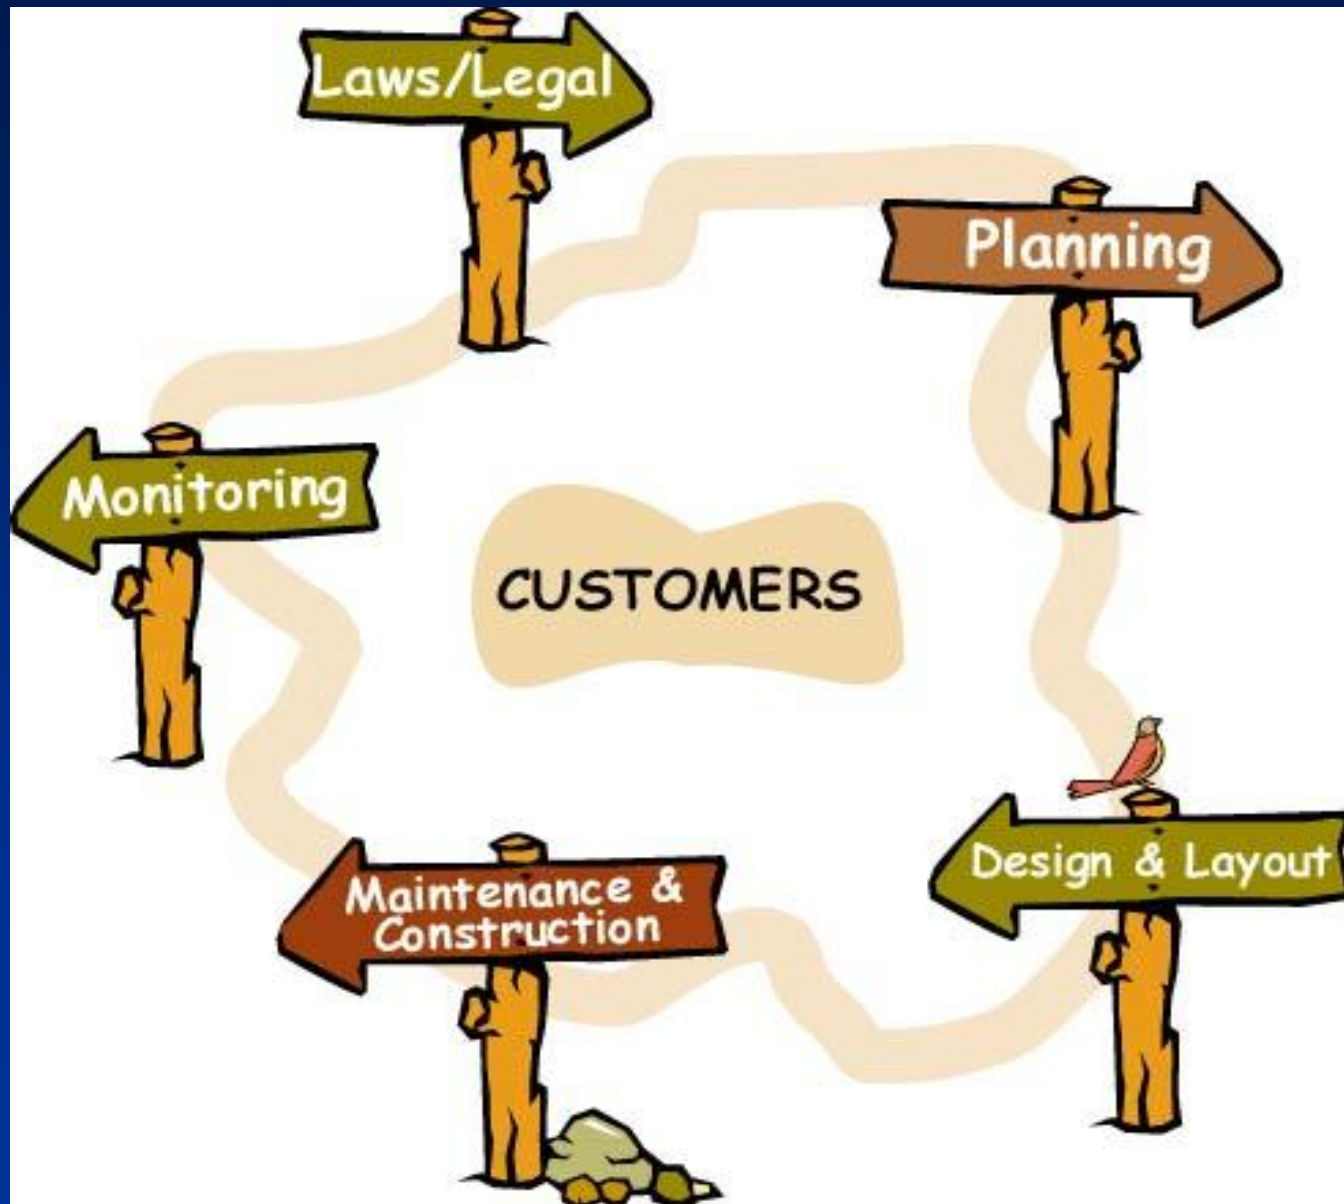 Laws/Legal
Planning
Monitoring
CUSTOMERS
Design & Layout
Maintenance &
Construction